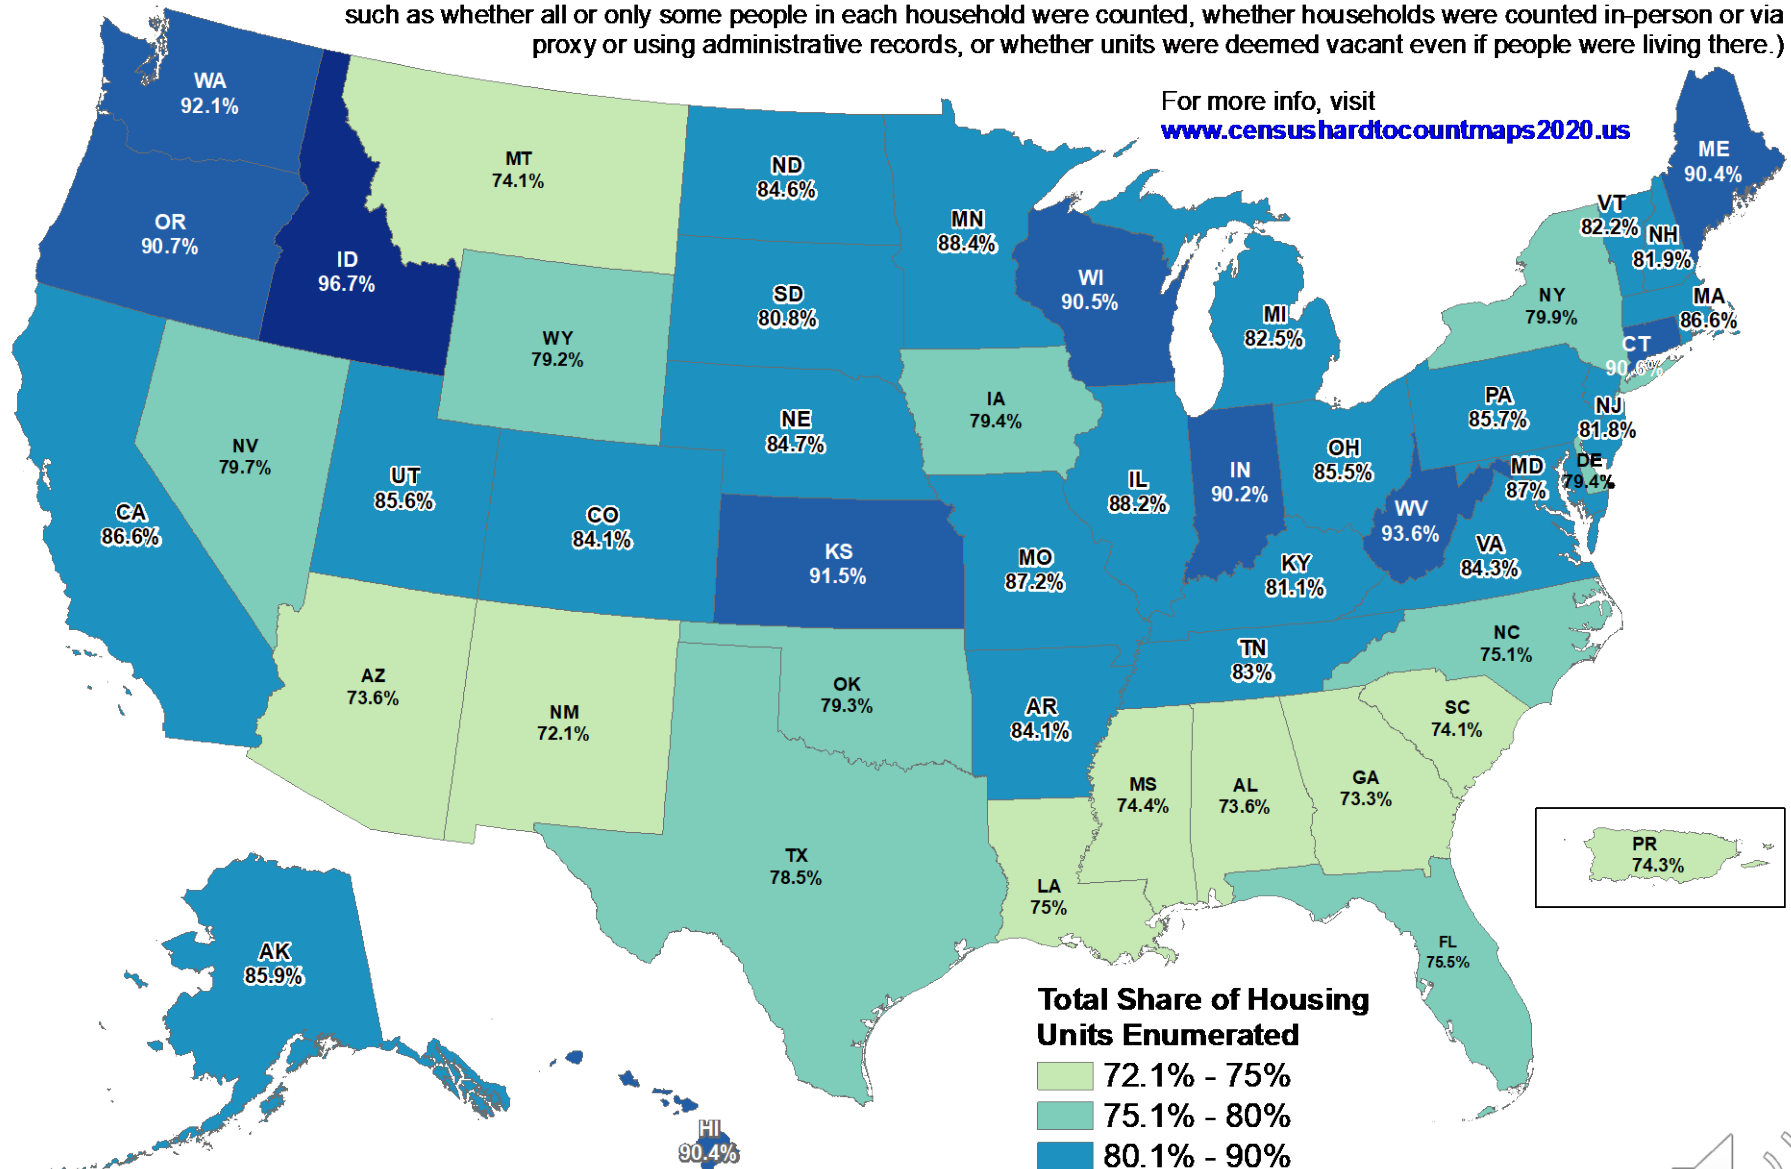 such as whether all or only some people in each household were counted, whether households were counted in-person or via
proxy or using administrative records, or whether units were deemed vacant even if people were living there.)
For more info, visit
www.censushardtocountmaps2020.us
WA
92.1%
MT
74.1%
ND
84.6%
ME
90.4%
OR
90.7%
ID
96.7%
MN
88.4%
VT
82.2%
NH
81.9%
WI
90.5%
SD
80.8%
MI
82.5%
NY
79.9%
MA
86.6%
WY
79.2%
CT
90.6%
IA
79.4%
NE
84.7%
PA
85.7%
NJ
81.8%
NV
79.7%
UT
85.6%
CO
84.1%
IL
88.2%
IN
90.2%
OH
85.5%
MD
87%
DE
79.4%
CA
86.6%
KS
91.5%
MO
87.2%
WV
93.6%
KY
81.1%
VA
84.3%
AZ
73.6%
NM
72.1%
OK
79.3%
AR
84.1%
TN
83%
NC
75.1%
SC
74.1%
MS
74.4%
AL
73.6%
GA
73.3%
TX
78.5%
LA
75%
PR
74.3%
FL
75.5%
AK
85.9%
HI
90.4%
Total Share of Housing
Units Enumerated
72.1% - 75%
75.1% - 80%
80.1% - 90%